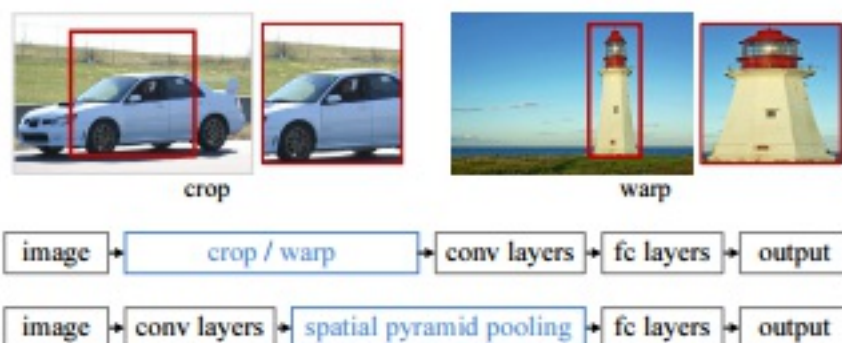 crop warp
image crop / warp conv layers fc layers output
image conv layers spatial pyramid pooling fc layers output